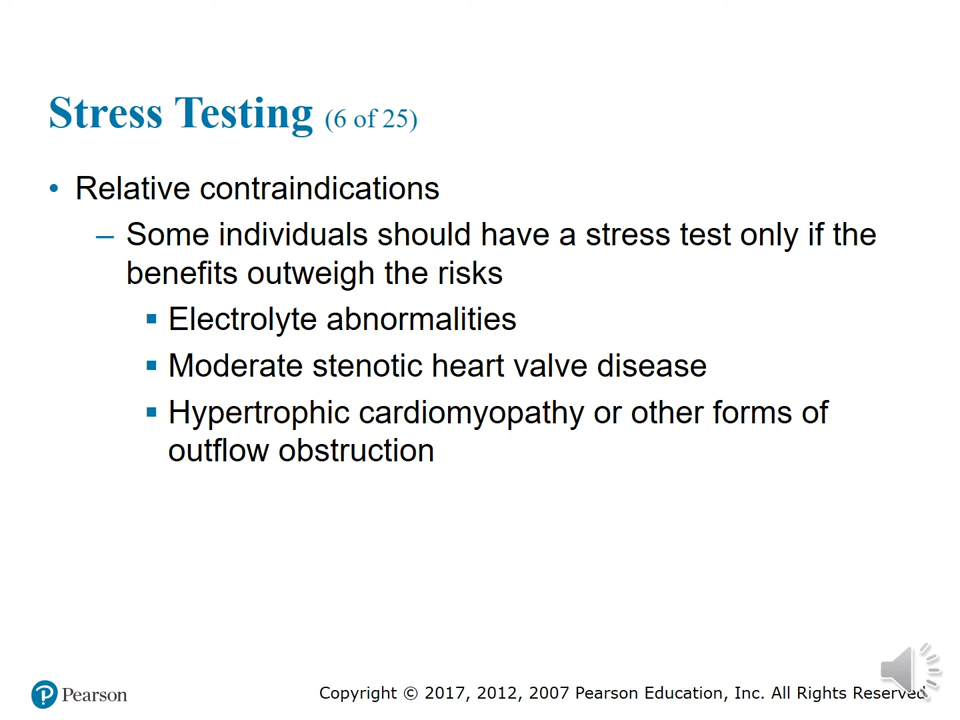 Stress Testing (6 of 25)
• Relative contraindications
– Some individuals should have a stress test only if the
benefits outweigh the risks
▪ Electrolyte abnormalities
▪ Moderate stenotic heart valve disease
▪ Hypertrophic cardiomyopathy or other forms of
outflow obstruction
Pearson
Copyright © 2017, 2012, 2007 Pearson Education, Inc. All Rights Reserved